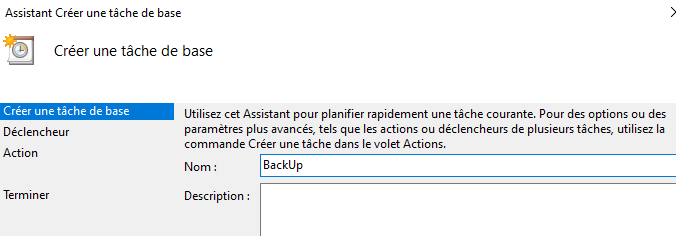 Assistant Créer une tâche de base
Créer une tâche de base
Créer une tâche de base
Déclencheur
Action
Terminer
Utilisez cet Assistant pour planifier rapidement une tâche courante. Pour des options ou des
paramètres plus avancés, tels que les actions ou déclencheurs de plusieurs tâches, utilisez la
commande Créer une tâche dans le volet Actions.
Nom : BackUp
Description :